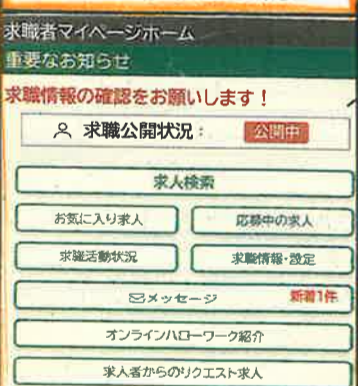 求職者マイページホーム
重要なお知らせ
求職情報の確認をお願いします！
求職公開状況： 公開中
求人検索
お気に入り求人 応募中の求人
求職活動状況 求職情報・設定
メッセージ 新着1件
オンラインハローワーク紹介
求人者からのリクエスト求人